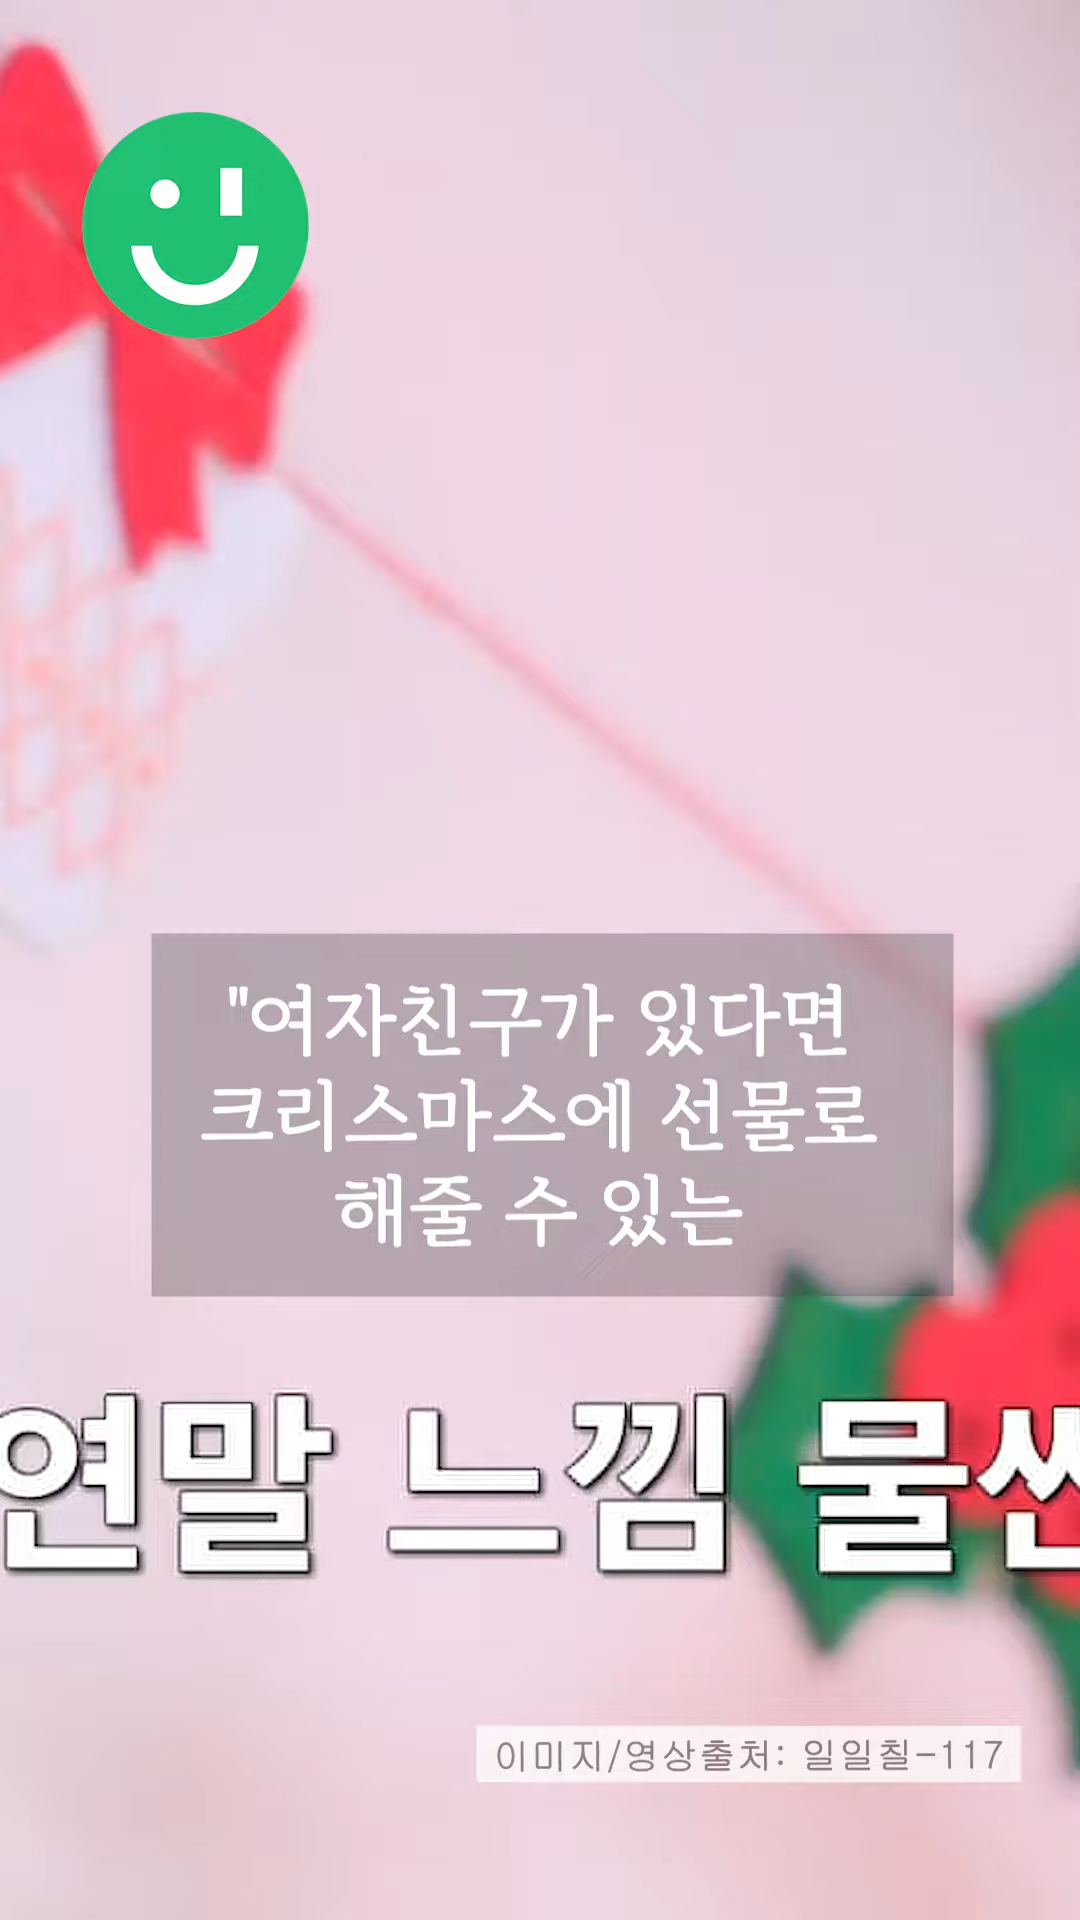 "여자친구가 있다면
크리스마스에 선물로
해줄 수 있는
연말 느낌 물씬
이미지/영상출처: 일일칠-117